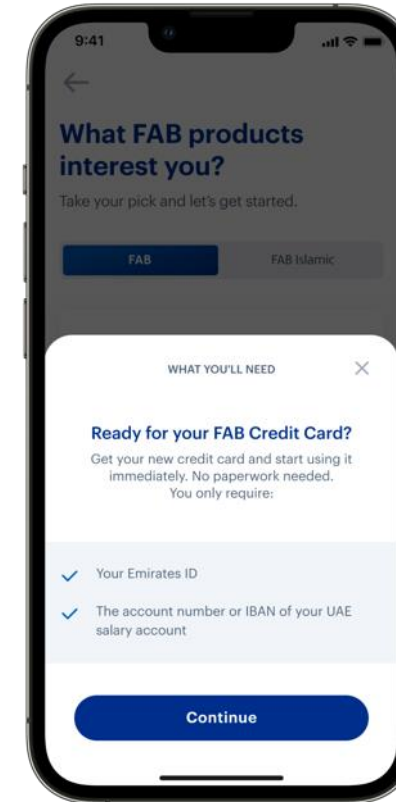 9:41
What FAB products
interest you?
Take your pick and let's get started.
FAB
FAB Islamic
WHAT YOU'LL NEED
Ready for your FAB Credit Card?
Get your new credit card and start using it
immediately. No paperwork needed.
You only require:
Your Emirates ID
The account number or IBAN of your UAE
salary account
Continue